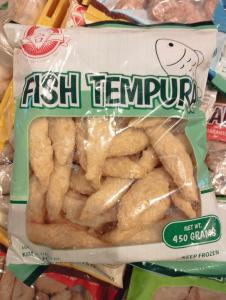 FISH TEMPURA
NET WT.
450 GRAMS
KEEP FROZEN